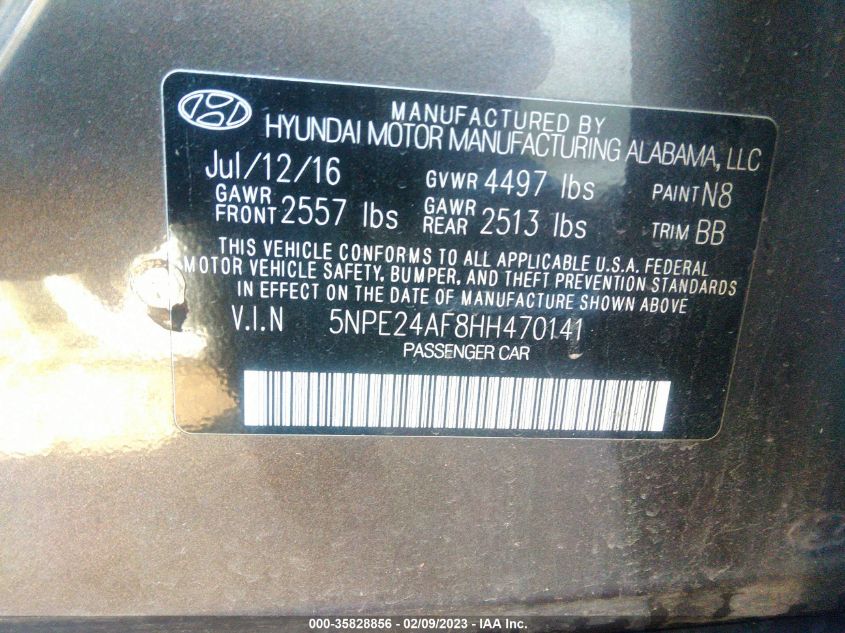 MANUFACTURED BY
HYUNDAI MOTOR MANUFACTURING ALABAMA, LLC
Jul/12/16 GVWR 4497 lbs PAINT N8
GAWR FRONT 2557 lbs GAWR REAR 2513 lbs TRIM BB
THIS VEHICLE CONFORMS TO ALL APPLICABLE U.S.A. FEDERAL
MOTOR VEHICLE SAFETY, BUMPER, AND THEFT PREVENTION STANDARDS
IN EFFECT ON THE DATE OF MANUFACTURE SHOWN ABOVE
V.I.N 5NPE24AF8HH470141
PASSENGER CAR
000-35828856 - 02/09/2023 - IAA Inc.